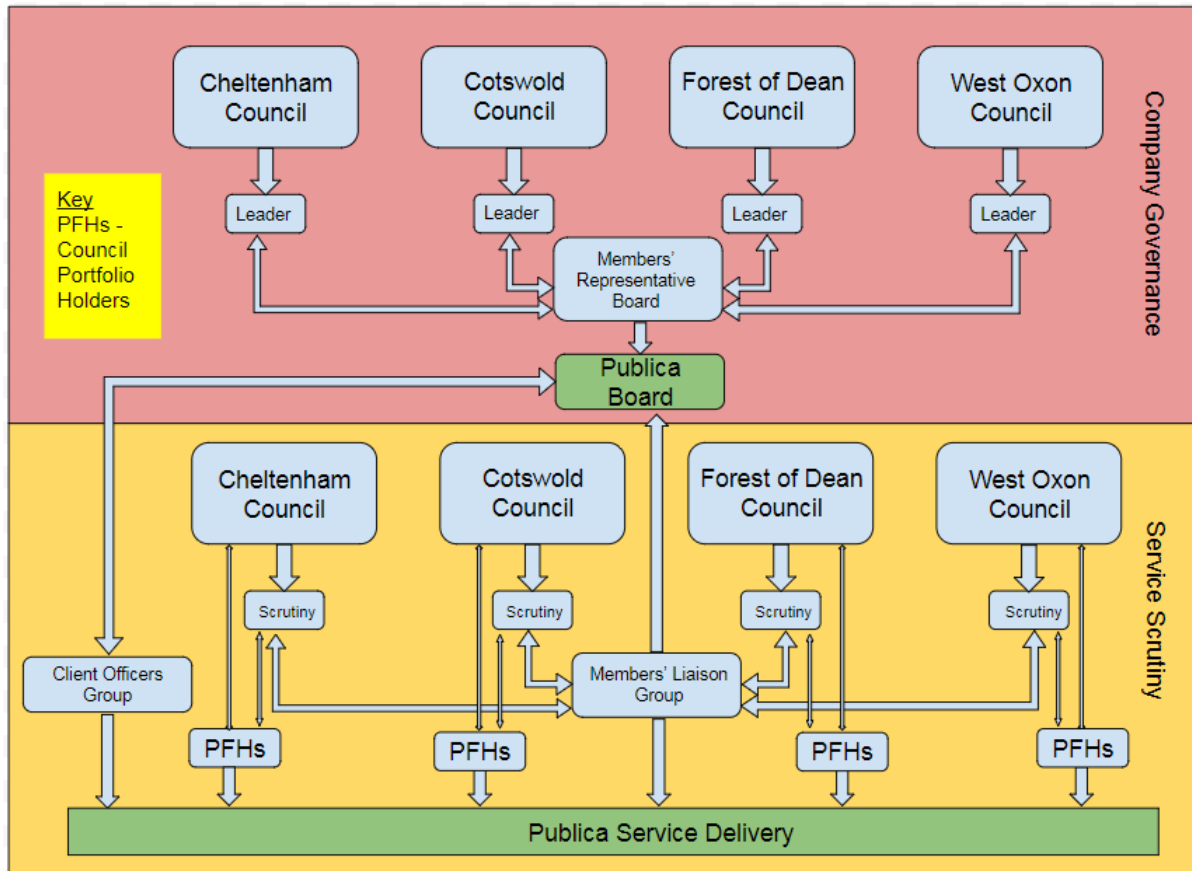 Cheltenham
Council
Cotswold
Council
Forest of Dean
Council
West Oxon
Council
Company Governance
Key
PFHs -
Council
Portfolio
Holders
Leader
Leader
Leader
Leader
Members'
Representative
Board
Publica
Board
Cheltenham
Council
Cotswold
Council
Forest of Dean
Council
West Oxon
Council
Service Scrutiny
Scrutiny
Scrutiny
Scrutiny
Scrutiny
Client Officers
Group
Members' Liaison
Group
PFHs
PFHs
PFHs
PFHs
Publica Service Delivery